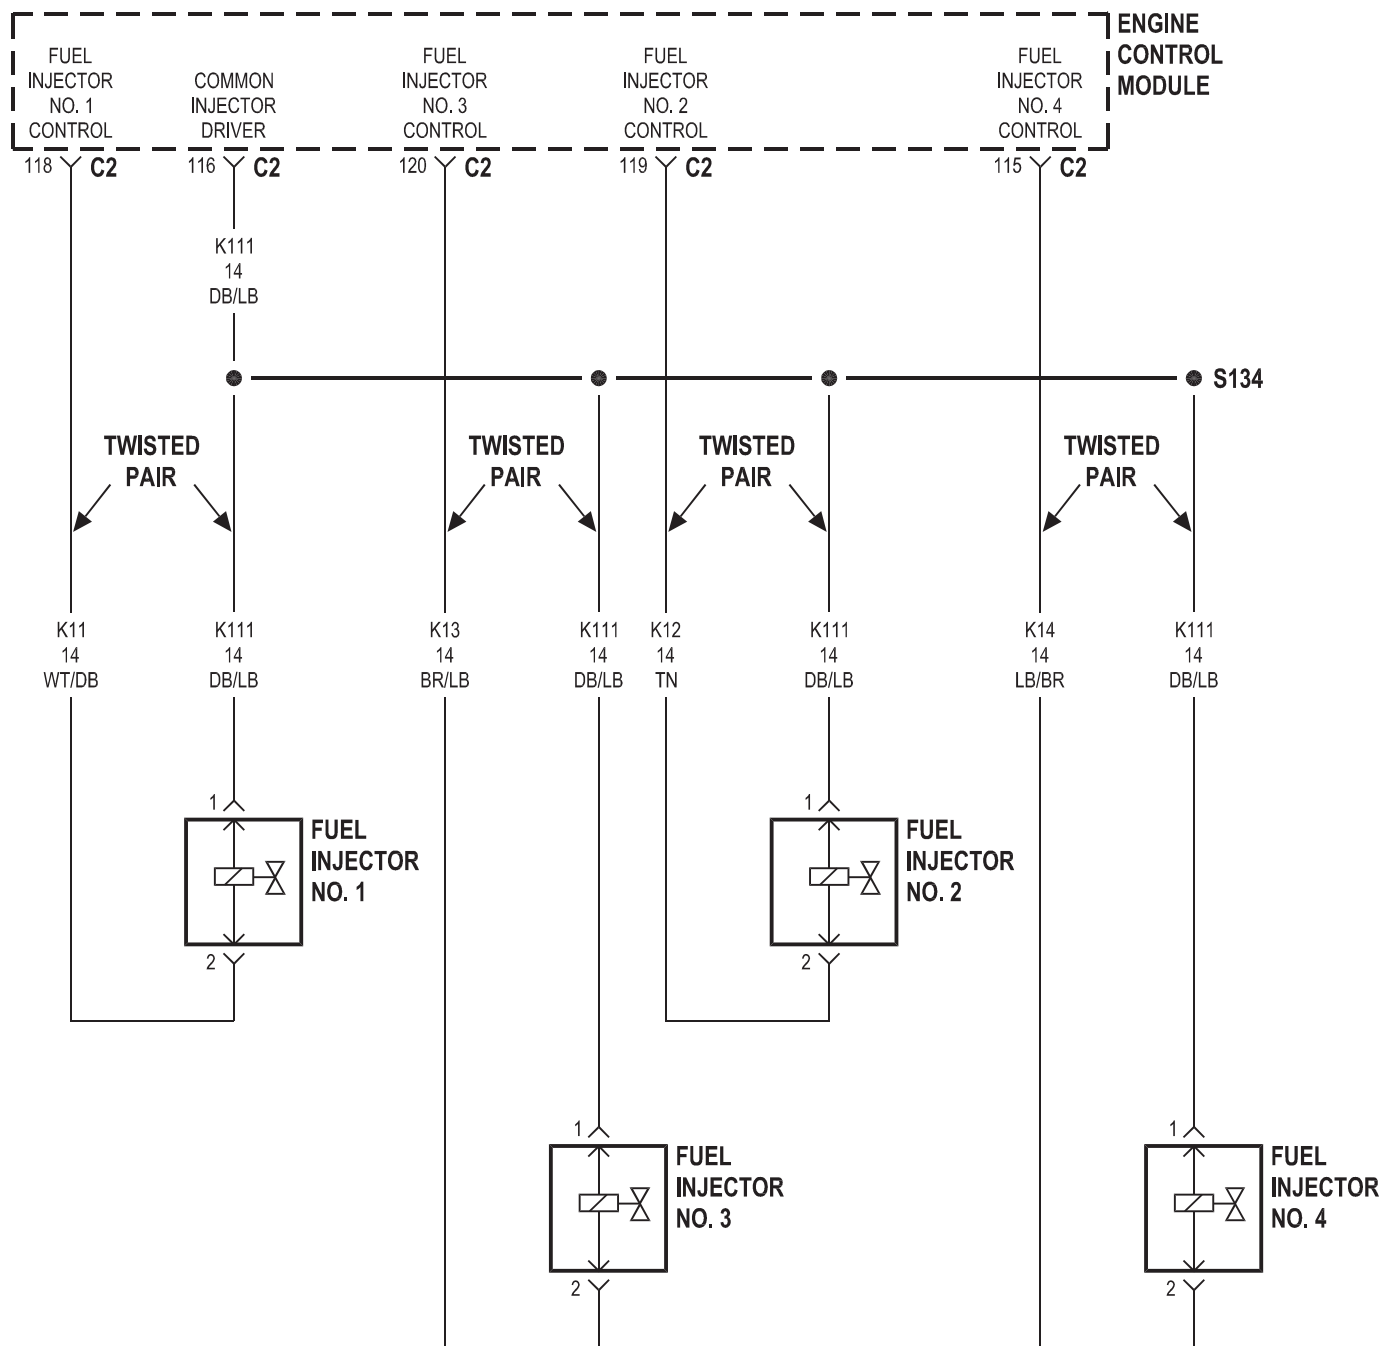 ENGINE
CONTROL
MODULE
FUEL
INJECTOR
NO. 1
CONTROL
COMMON
INJECTOR
DRIVER
FUEL
INJECTOR
NO. 3
CONTROL
FUEL
INJECTOR
NO. 2
CONTROL
FUEL
INJECTOR
NO. 4
CONTROL
118 C2
116 C2
120 C2
119 C2
115 C2
K111
14
DB/LB
S134
TWISTED
PAIR
TWISTED
PAIR
TWISTED
PAIR
TWISTED
PAIR
K11
14
WT/DB
K111
14
DB/LB
K13
14
BR/LB
K111
14
DB/LB
K12
14
TN
K111
14
DB/LB
K14
14
LB/BR
K111
14
DB/LB
1
FUEL
INJECTOR
NO. 1
2
1
FUEL
INJECTOR
NO. 2
2
1
FUEL
INJECTOR
NO. 3
2
1
FUEL
INJECTOR
NO. 4
2